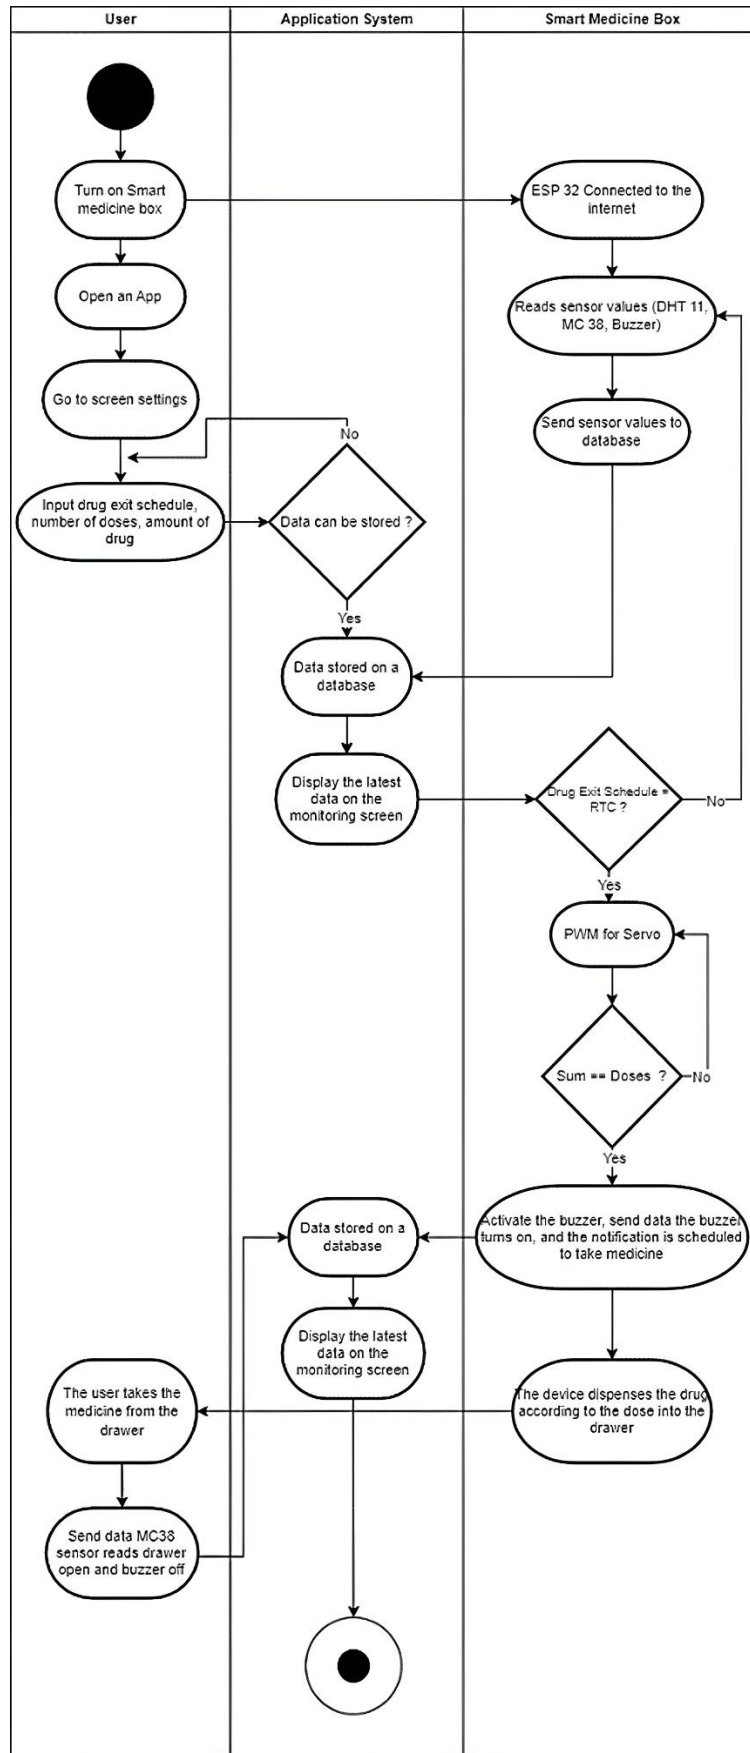 User
Application System
Smart Medicine Box
Turn on Smart
medicine box
ESP 32 Connected to the
internet
Open an App
Reads sensor values (DHT 11,
MC 38, Buzzer)
Go to screen settings
Send sensor values to
database
No
Input drug exit schedule,
number of doses, amount of
drug
Data can be stored ?
Yes
Data stored on a
database
Display the latest
data on the
monitoring screen
Drug Exit Schedule =
RTC ?
No
Yes
PWM for Servo
Sum == Doses ?
No
Yes
Activate the buzzer, send data the buzzer
turns on, and the notification is scheduled
to take medicine
Data stored on a
database
Display the latest
data on the
monitoring screen
The device dispenses the drug
according to the dose into the
drawer
The user takes the
medicine from the
drawer
Send data MC38
sensor reads drawer
open and buzzer off